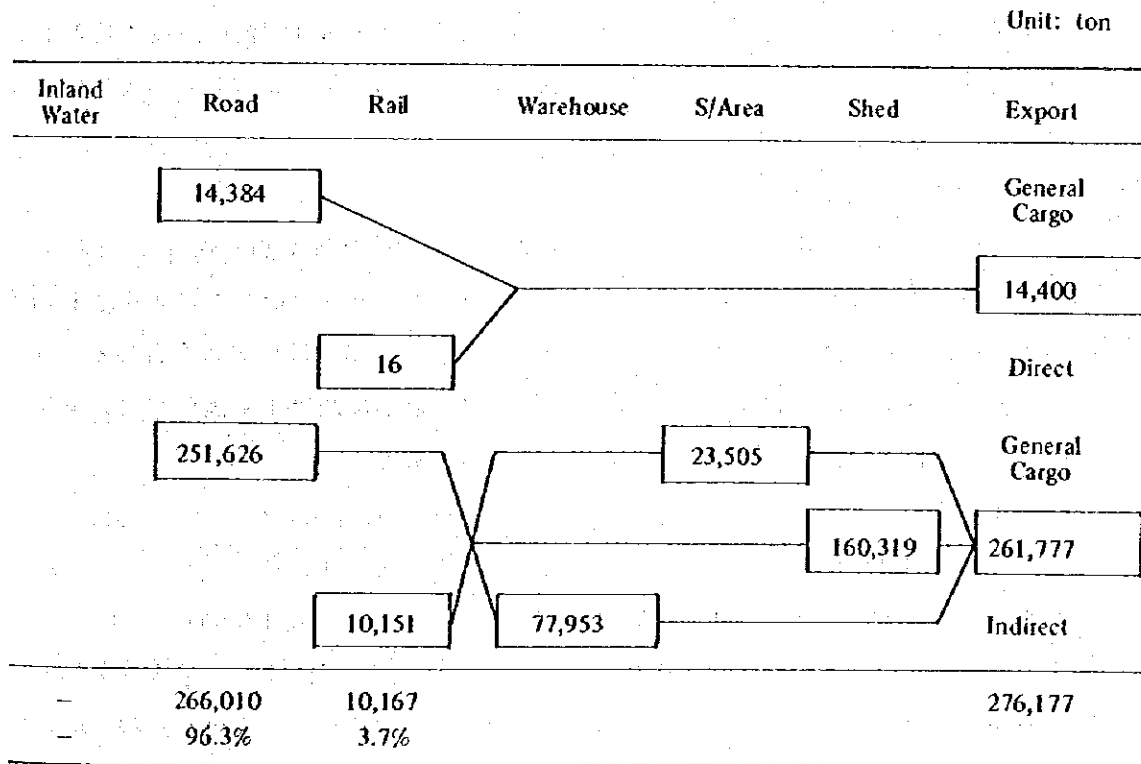 Unit: ton
Inland Water Road Rail Warehouse S/Area Shed Export
14,384 General Cargo
14,400
16 Direct
251,626 23,505 General Cargo
160,319 261,777
10,151 77,953 Indirect
– 266,010 10,167 276,177
– 96.3% 3.7%